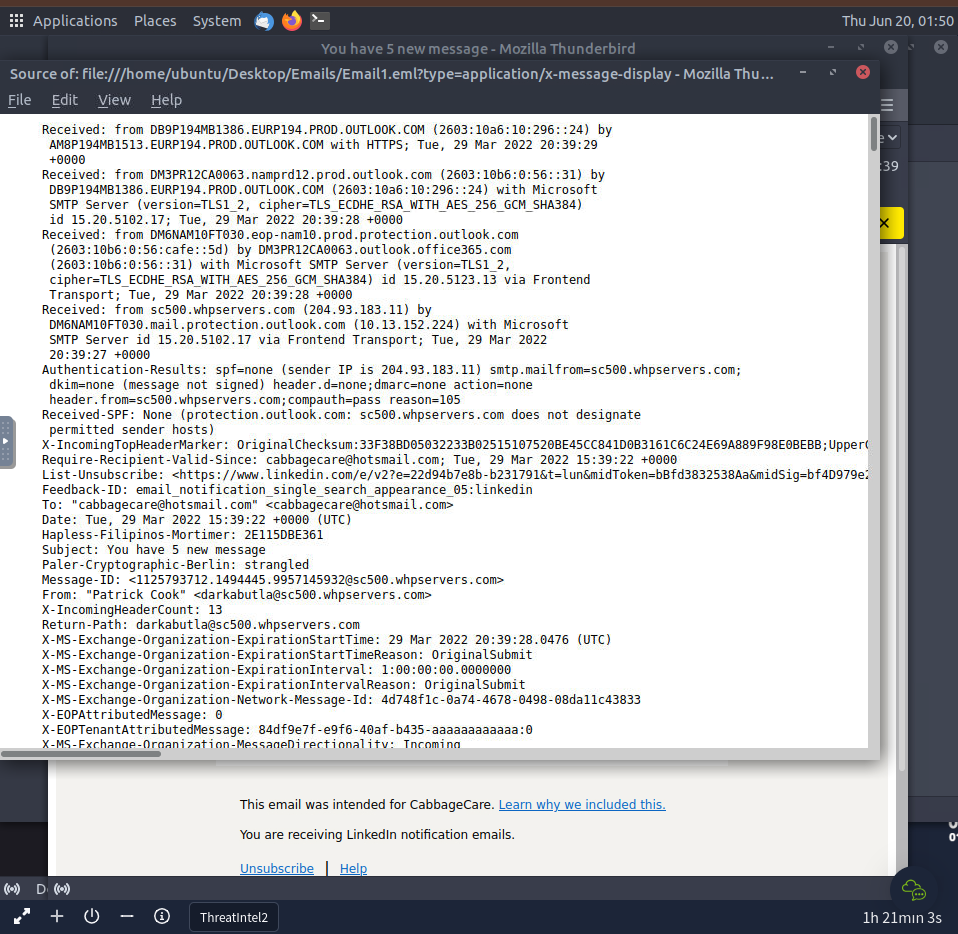 Applications Places System Thu Jun 20, 01:50
You have 5 new message - Mozilla Thunderbird
Source of: file:///home/ubuntu/Desktop/Emails/Email1.eml?type=application/x-message-display - Mozilla Thu...
File Edit View Help
Received: from DB9P194MB1386.EURP194.PROD.OUTLOOK.COM (2603:10a6:10:296::24) by
AM8P194MB1513.EURP194.PROD.OUTLOOK.COM with HTTPS; Tue, 29 Mar 2022 20:39:29
+0000
Received: from DM3PR12CA0063.namprd12.prod.outlook.com (2603:10b6:0:56::31) by
DB9P194MB1386.EURP194.PROD.OUTLOOK.COM (2603:10a6:10:296::24) with Microsoft
SMTP Server (version=TLS1_2, cipher=TLS_ECDHE_RSA_WITH_AES_256_GCM_SHA384)
id 15.20.5102.17; Tue, 29 Mar 2022 20:39:28 +0000
Received: from DM6NAM10FT030.eop-nam10.prod.protection.outlook.com
(2603:10b6:0:56:cafe::5d) by DM3PR12CA0063.outlook.office365.com
(2603:10b6:0:56::31) with Microsoft SMTP Server (version=TLS1_2,
cipher=TLS_ECDHE_RSA_WITH_AES_256_GCM_SHA384) id 15.20.5123.13 via Frontend
Transport; Tue, 29 Mar 2022 20:39:28 +0000
Received: from sc500.whpservers.com (204.93.183.11) by
DM6NAM10FT030.mail.protection.outlook.com (10.13.152.224) with Microsoft
SMTP Server id 15.20.5102.17 via Frontend Transport; Tue, 29 Mar 2022
20:39:27 +0000
Authentication-Results: spf=none (sender IP is 204.93.183.11) smtp.mailfrom=sc500.whpservers.com;
dkim=none (message not signed) header.d=none;dmarc=none action=none
header.from=sc500.whpservers.com;compauth=pass reason=105
Received-SPF: None (protection.outlook.com: sc500.whpservers.com does not designate
permitted sender hosts)
X-IncomingTopHeaderMarker: OriginalChecksum:33F38BD05032233B02515107520BE45CC841D0B3161C6C24E69A889F98E0BEBB;Upper
Require-Recipient-Valid-Since: cabbagecare@hotsmail.com; Tue, 29 Mar 2022 15:39:22 +0000
List-Unsubscribe: <https://www.linkedin.com/e/v2?e=22d94b7e8b-b231791&t=lun&midToken=bBfd3832538Aa&midSig=bf4D979e2
Feedback-ID: email_notification_single_search_appearance_05:linkedin
To: "cabbagecare@hotsmail.com" <cabbagecare@hotsmail.com>
Date: Tue, 29 Mar 2022 15:39:22 +0000 (UTC)
Hapless-Filipinos-Mortimer: 2E115DBE361
Subject: You have 5 new message
Paler-Cryptographic-Berlin: strangled
Message-ID: <1125793712.1494445.9957145932@sc500.whpservers.com>
From: "Patrick Cook" <darkabutla@sc500.whpservers.com>
X-IncomingHeaderCount: 13
Return-Path: darkabutla@sc500.whpservers.com
X-MS-Exchange-Organization-ExpirationStartTime: 29 Mar 2022 20:39:28.0476 (UTC)
X-MS-Exchange-Organization-ExpirationStartTimeReason: OriginalSubmit
X-MS-Exchange-Organization-ExpirationInterval: 1:00:00:00.0000000
X-MS-Exchange-Organization-ExpirationIntervalReason: OriginalSubmit
X-MS-Exchange-Organization-Network-Message-Id: 4d748f1c-0a74-4678-0498-08da11c43833
X-EOPAttributedMessage: 0
X-EOPTenantAttributedMessage: 84df9e7f-e9f6-40af-b435-aaaaaaaaaaaa:0
X-MS-Exchange-Organization-MessageDirectionality: Incoming
e
:39
This email was intended for CabbageCare. Learn why we included this.
You are receiving LinkedIn notification emails.
Unsubscribe Help
ThreatIntel2
1h 21min 3s